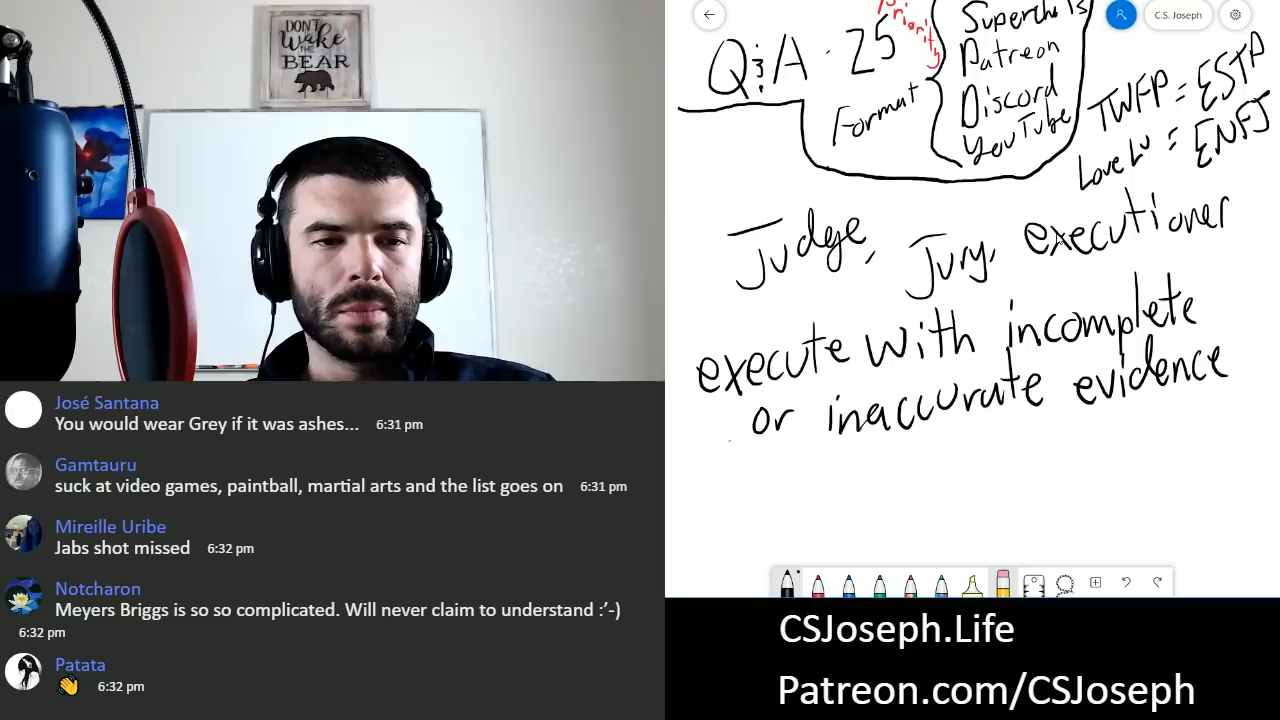 DON'T
Wake
THE
BEAR
José Santana
You would wear Grey if it was ashes... 6:31 pm
Gamtauru
suck at video games, paintball, martial arts and the list goes on 6:31 pm
Mireille Uribe
Jabs shot missed 6:32 pm
Notcharon
Meyers Briggs is so so complicated. Will never claim to understand :'-)
6:32 pm
Patata
👋 6:32 pm
C.S. Joseph
Q&A · 25
Priority
Format
Superchats
Patreon
Discord
YouTube
TWFP = ESTP
Love Lu = ENFJ
Judge, Jury, executioner
execute with incomplete
or inaccurate evidence
CSJoseph.Life
Patreon.com/CSJoseph